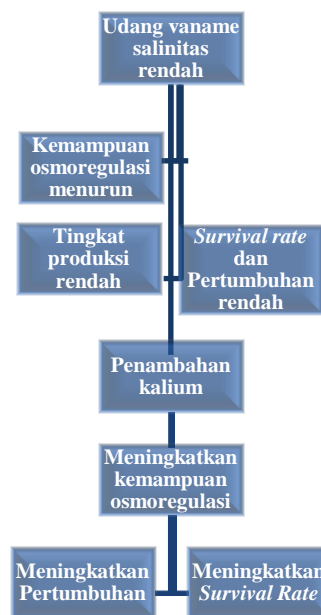 Udang vaname
salinitas
rendah
Kemampuan
osmoregulasi
menurun
Tingkat
produksi
rendah
Survival rate
dan
Pertumbuhan
rendah
Penambahan
kalium
Meningkatkan
kemampuan
osmoregulasi
Meningkatkan
Pertumbuhan
Meningkatkan
Survival Rate